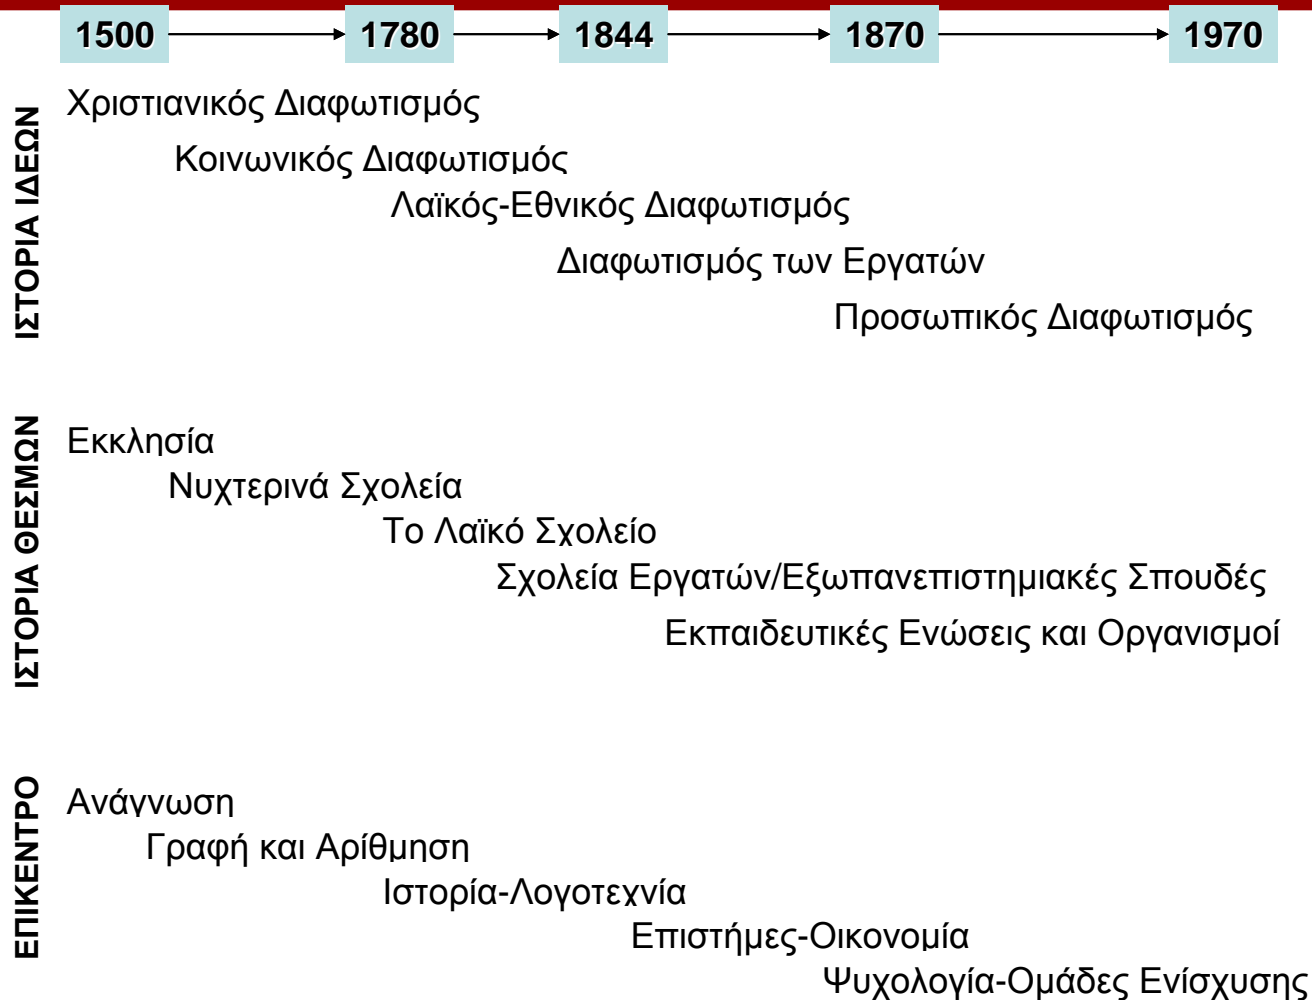 1500 1780 1844 1870 1970
ΙΣΤΟΡΙΑ ΙΔΕΩΝ
Χριστιανικός Διαφωτισμός
Κοινωνικός Διαφωτισμός
Λαϊκός-Εθνικός Διαφωτισμός
Διαφωτισμός των Εργατών
Προσωπικός Διαφωτισμός
ΙΣΤΟΡΙΑ ΘΕΣΜΩΝ
Εκκλησία
Νυχτερινά Σχολεία
Το Λαϊκό Σχολείο
Σχολεία Εργατών/Εξωπανεπιστημιακές Σπουδές
Εκπαιδευτικές Ενώσεις και Οργανισμοί
ΕΠΙΚΕΝΤΡΟ
Ανάγνωση
Γραφή και Αρίθμηση
Ιστορία-Λογοτεχνία
Επιστήμες-Οικονομία
Ψυχολογία-Ομάδες Ενίσχυσης